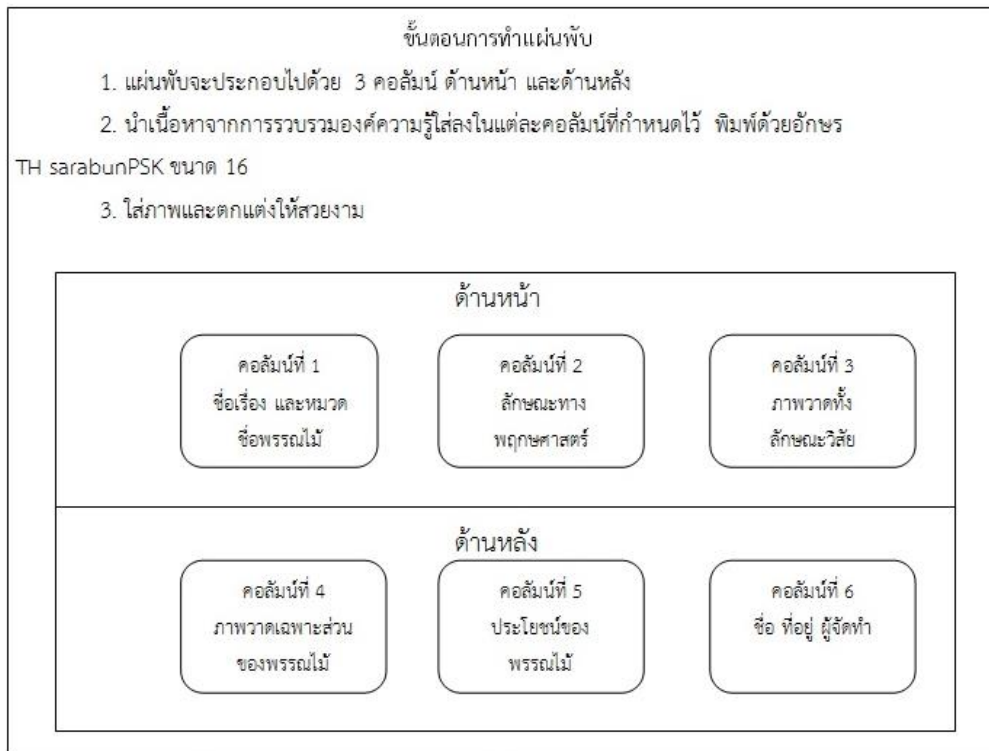 ขั้นตอนการทำแผ่นพับ
1. แผ่นพับจะประกอบไปด้วย 3 คอลัมน์ ด้านหน้า และด้านหลัง
2. นำเนื้อหาจากการรวบรวมองค์ความรู้ใส่ลงในแต่ละคอลัมน์ที่กำหนดไว้ พิมพ์ด้วยอักษร
TH sarabunPSK ขนาด 16
3. ใส่ภาพและตกแต่งให้สวยงาม
ด้านหน้า
คอลัมน์ที่ 1
ชื่อเรื่อง และหมวด
ชื่อพรรณไม้
คอลัมน์ที่ 2
ลักษณะทาง
พฤกษศาสตร์
คอลัมน์ที่ 3
ภาพวาดทั้ง
ลักษณะวิสัย
ด้านหลัง
คอลัมน์ที่ 4
ภาพวาดเฉพาะส่วน
ของพรรณไม้
คอลัมน์ที่ 5
ประโยชน์ของ
พรรณไม้
คอลัมน์ที่ 6
ชื่อ ที่อยู่ ผู้จัดทำ